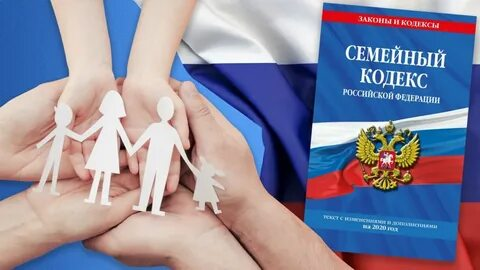 ЗАКОНЫ И КОДЕКСЫ
СЕМЕЙНЫЙ
КОДЕКС
РОССИЙСКОЙ ФЕДЕРАЦИИ
ТЕКСТ С ИЗМЕНЕНИЯМИ И ДОПОЛНЕНИЯМИ
на 2020 год